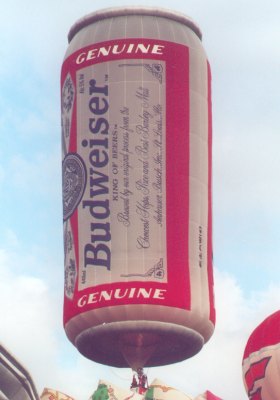 GENUINE
Budweiser
KING OF BEERS
Brewed by our original process from the
Choicest Hops, Rice and Best Barley Malt
Anheuser-Busch, Inc. St. Louis, Mo.
GENUINE